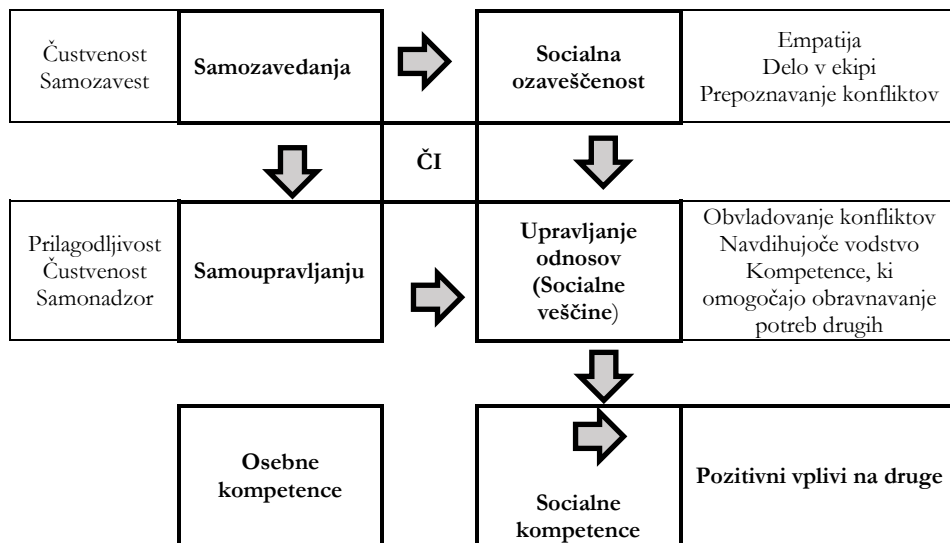 Čustvenost
Samozavest
Samozavedanja
Socialna
ozaveščenost
Empatija
Delo v ekipi
Prepoznavanje konfliktov
ČI
Prilagodljivost
Čustvenost
Samonadzor
Samoupravljanju
Upravljanje
odnosov
(Socialne
veščine)
Obvladovanje konfliktov
Navdihujoče vodstvo
Kompetence, ki
omogočajo obravnavanje
potreb drugih
Osebne
kompetence
Socialne
kompetence
Pozitivni vplivi na druge